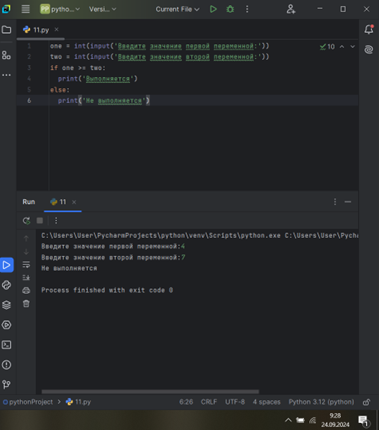 pytho...
Versi...
Current File
11.py
1 one = int(input('Введите значение первой переменной:'))
10
2 two = int(input('Введите значение второй переменной:'))
3 if one >= two:
4 print('Выполняется')
5 else:
6 print('Не выполняется')
Run
11
C:\Users\User\PycharmProjects\python\venv\Scripts\python.exe C:\Users\User\Pycha
Введите значение первой переменной:4
Введите значение второй переменной:7
Не выполняется
Process finished with exit code 0
pythonProject > 11.py
6:26
CRLF
UTF-8
4 spaces
Python 3.12 (python)
9:28
24.09.2024